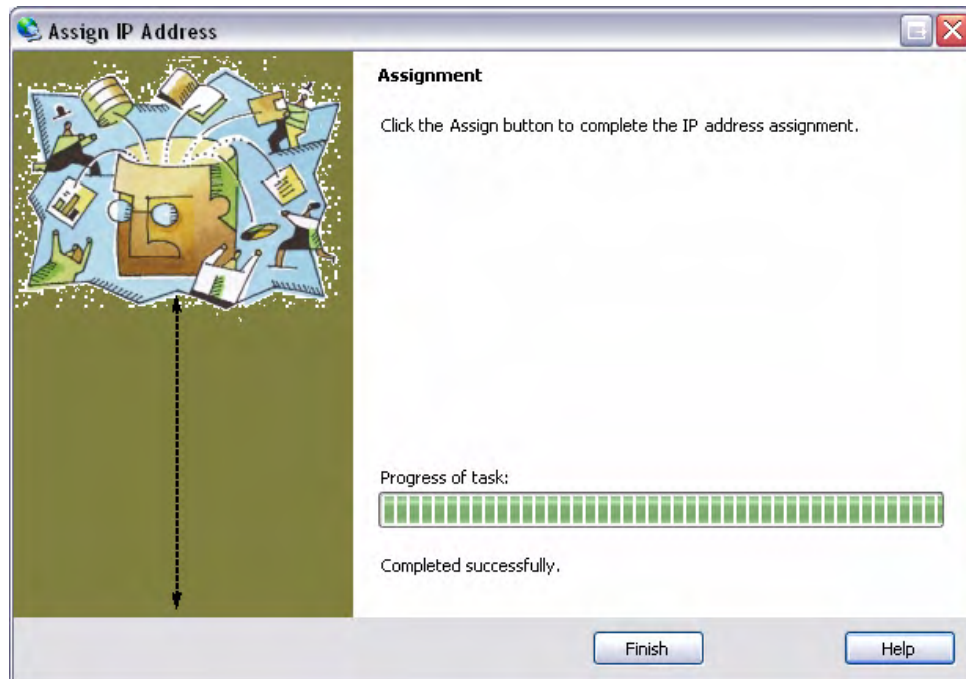 Assign IP Address
Assignment
Click the Assign button to complete the IP address assignment.
Progress of task:
Completed successfully.
Finish
Help